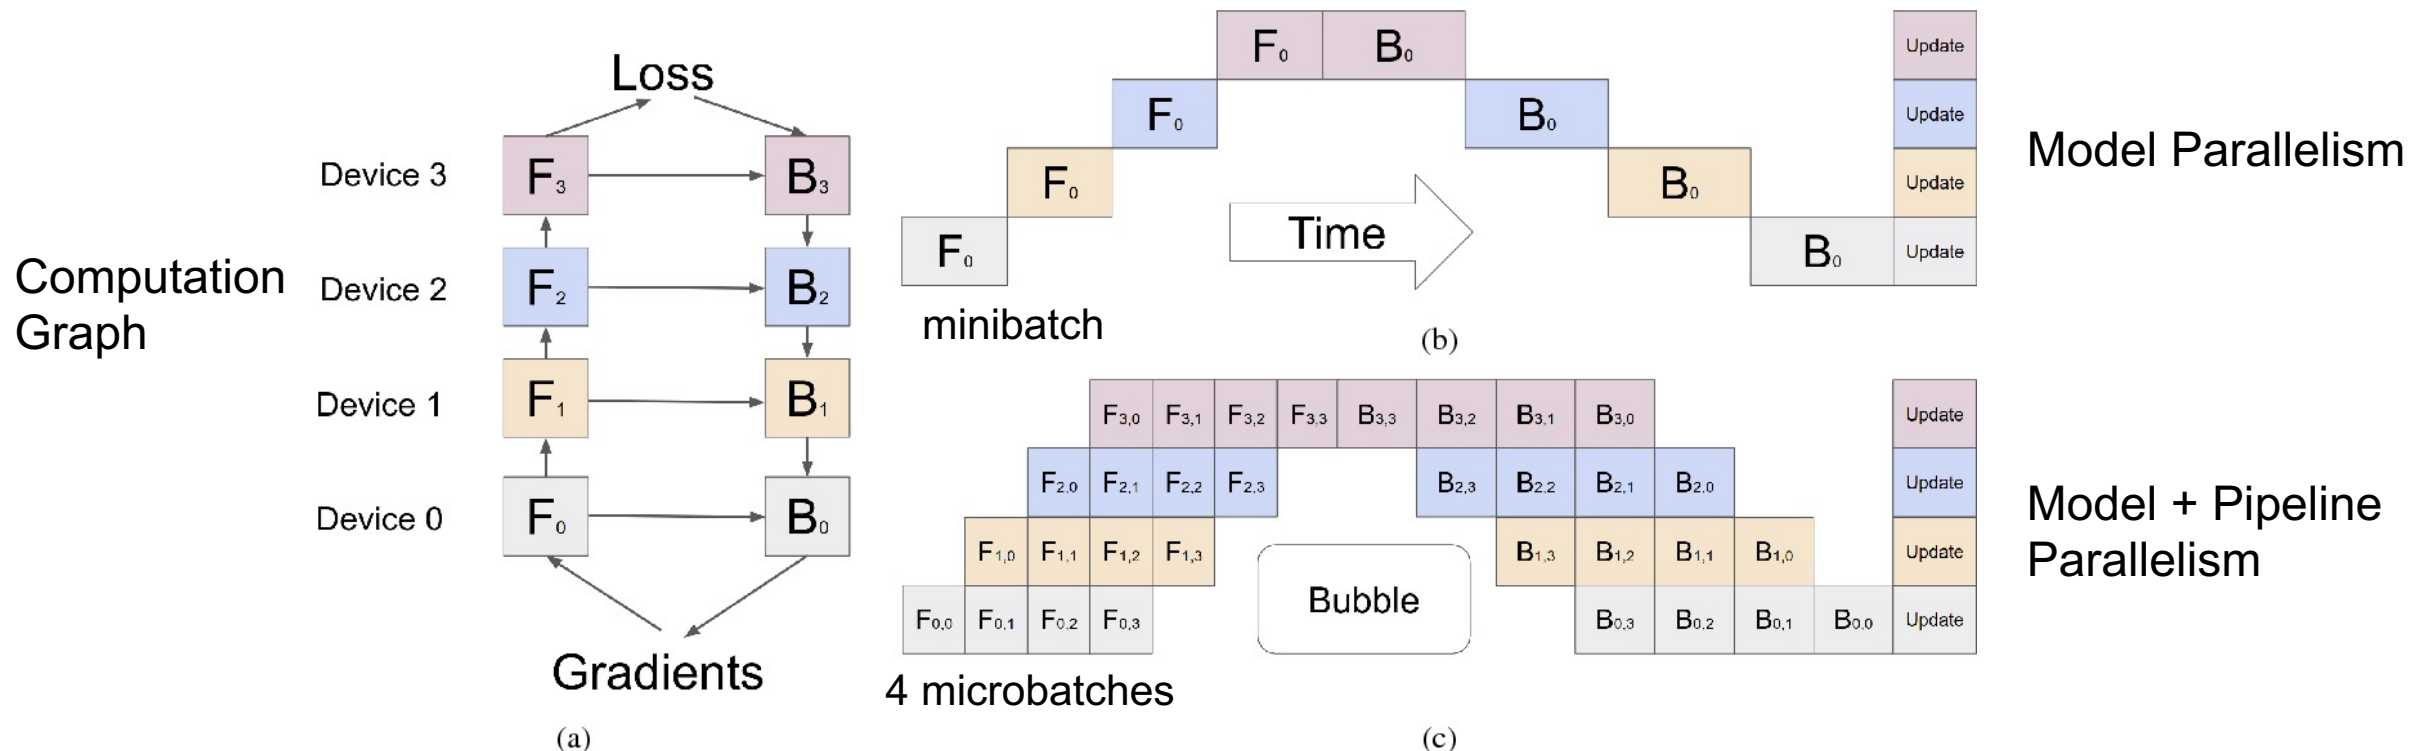 Computation
Graph
Loss
Device 3
F₃
B₃
Device 2
F₂
B₂
Device 1
F₁
B₁
Device 0
F₀
B₀
Gradients
(a)
F₀ B₀ Update
F₀ B₀ Update
F₀ B₀ Update
F₀ B₀ Update
Time
minibatch
(b)
Model Parallelism
F₃,₀ F₃,₁ F₃,₂ F₃,₃ B₃,₃ B₃,₂ B₃,₁ B₃,₀ Update
F₂,₀ F₂,₁ F₂,₂ F₂,₃ B₂,₃ B₂,₂ B₂,₁ B₂,₀ Update
F₁,₀ F₁,₁ F₁,₂ F₁,₃ B₁,₃ B₁,₂ B₁,₁ B₁,₀ Update
F₀,₀ F₀,₁ F₀,₂ F₀,₃ B₀,₃ B₀,₂ B₀,₁ B₀,₀ Update
Bubble
4 microbatches
(c)
Model + Pipeline
Parallelism